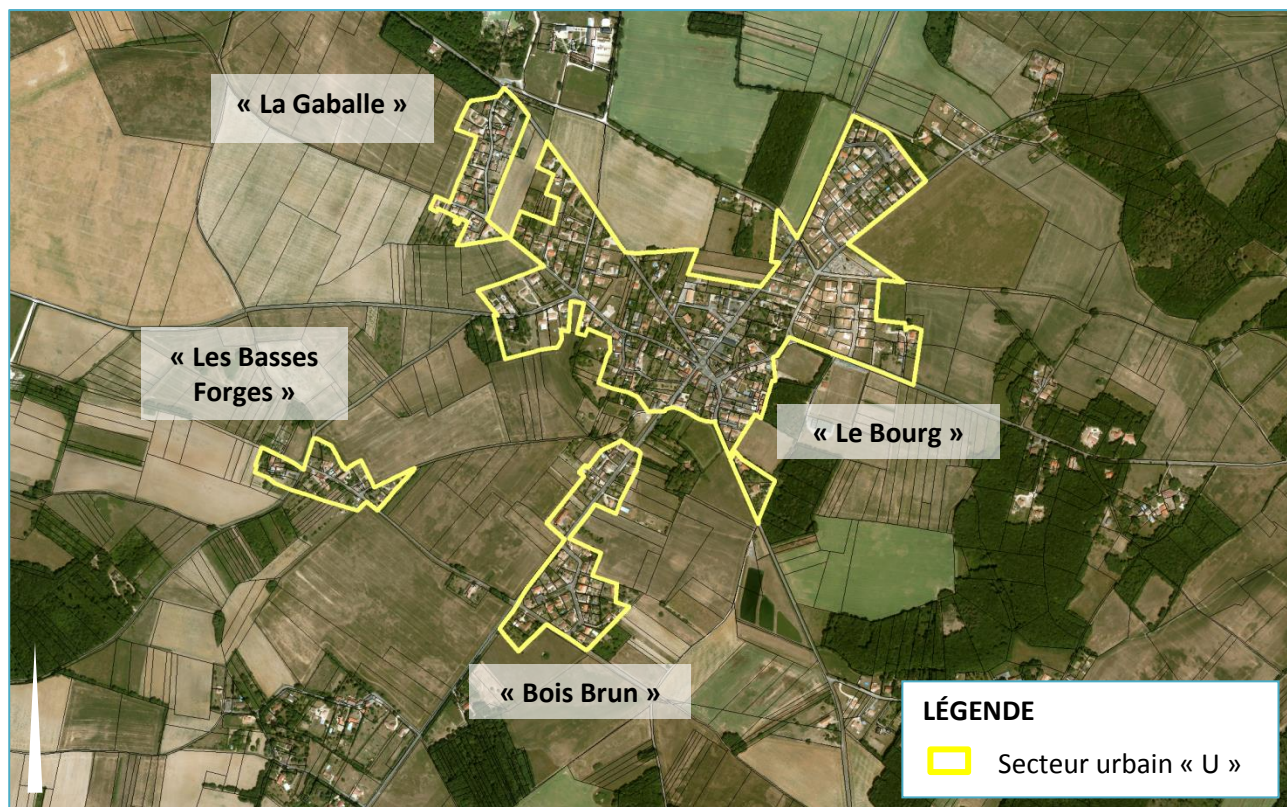 « La Gaballe »
« Les Basses
Forges »
« Le Bourg »
« Bois Brun »
LÉGENDE
Secteur urbain « U »